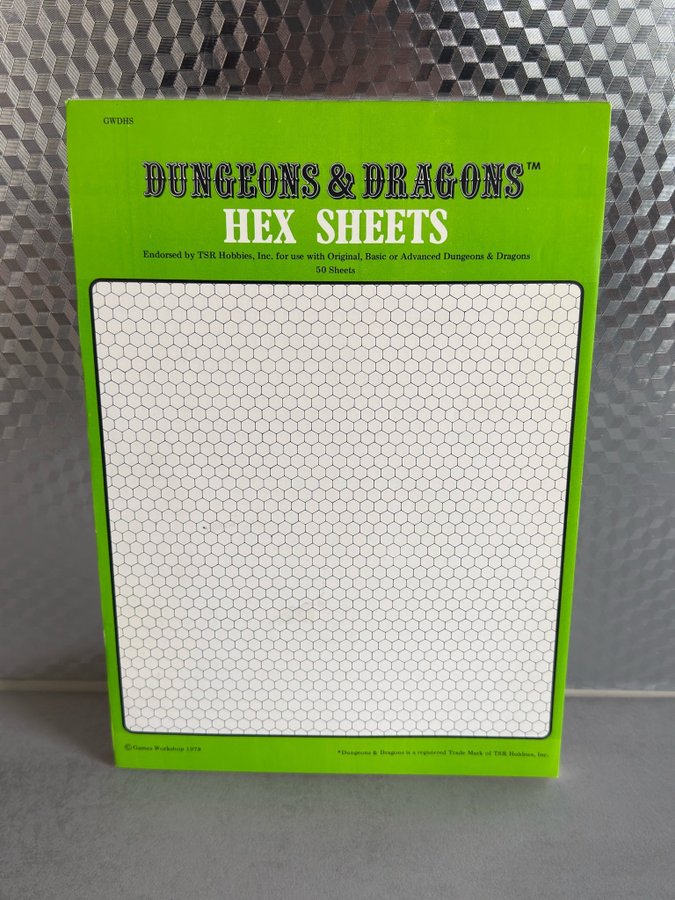 GWDHS
DUNGEONS & DRAGONS™
HEX SHEETS
Endorsed by TSR Hobbies, Inc. for use with Original, Basic or Advanced Dungeons & Dragons
50 Sheets
© Games Workshop 1978
*Dungeons & Dragons is a registered Trade Mark of TSR Hobbies, Inc.